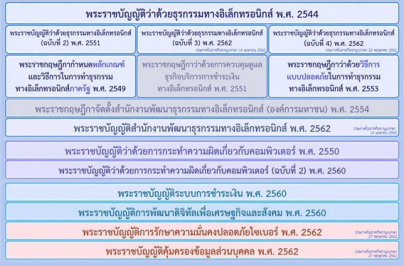 พระราชบัญญัติว่าด้วยธุรกรรมทางอิเล็กทรอนิกส์ พ.ศ. 2544
พระราชบัญญัติว่าด้วยธุรกรรมทางอิเล็กทรอนิกส์
(ฉบับที่ 2) พ.ศ. 2551
พระราชบัญญัติว่าด้วยธุรกรรมทางอิเล็กทรอนิกส์
(ฉบับที่ 3) พ.ศ. 2562
พระราชบัญญัติว่าด้วยธุรกรรมทางอิเล็กทรอนิกส์
(ฉบับที่ 4) พ.ศ. 2562
พระราชกฤษฎีกากำหนดหลักเกณฑ์
และวิธีการในการทำธุรกรรม
ทางอิเล็กทรอนิกส์ภาครัฐ พ.ศ. 2549
พระราชกฤษฎีกาว่าด้วยการควบคุมดูแล
ธุรกิจบริการการชำระเงิน
ทางอิเล็กทรอนิกส์ พ.ศ. 2551
พระราชกฤษฎีกาว่าด้วยวิธีการ
แบบปลอดภัยในการทำธุรกรรม
ทางอิเล็กทรอนิกส์ พ.ศ. 2553
พระราชกฤษฎีกาจัดตั้งสำนักงานพัฒนาธุรกรรมทางอิเล็กทรอนิกส์ (องค์การมหาชน) พ.ศ. 2554
พระราชบัญญัติสำนักงานพัฒนาธุรกรรมทางอิเล็กทรอนิกส์ พ.ศ. 2562
พระราชบัญญัติว่าด้วยการกระทำความผิดเกี่ยวกับคอมพิวเตอร์ พ.ศ. 2550
พระราชบัญญัติว่าด้วยการกระทำความผิดเกี่ยวกับคอมพิวเตอร์ (ฉบับที่ 2) พ.ศ. 2560
พระราชบัญญัติระบบการชำระเงิน พ.ศ. 2560
พระราชบัญญัติการพัฒนาดิจิทัลเพื่อเศรษฐกิจและสังคม พ.ศ. 2560
พระราชบัญญัติการรักษาความมั่นคงปลอดภัยไซเบอร์ พ.ศ. 2562
พระราชบัญญัติคุ้มครองข้อมูลส่วนบุคคล พ.ศ. 2562